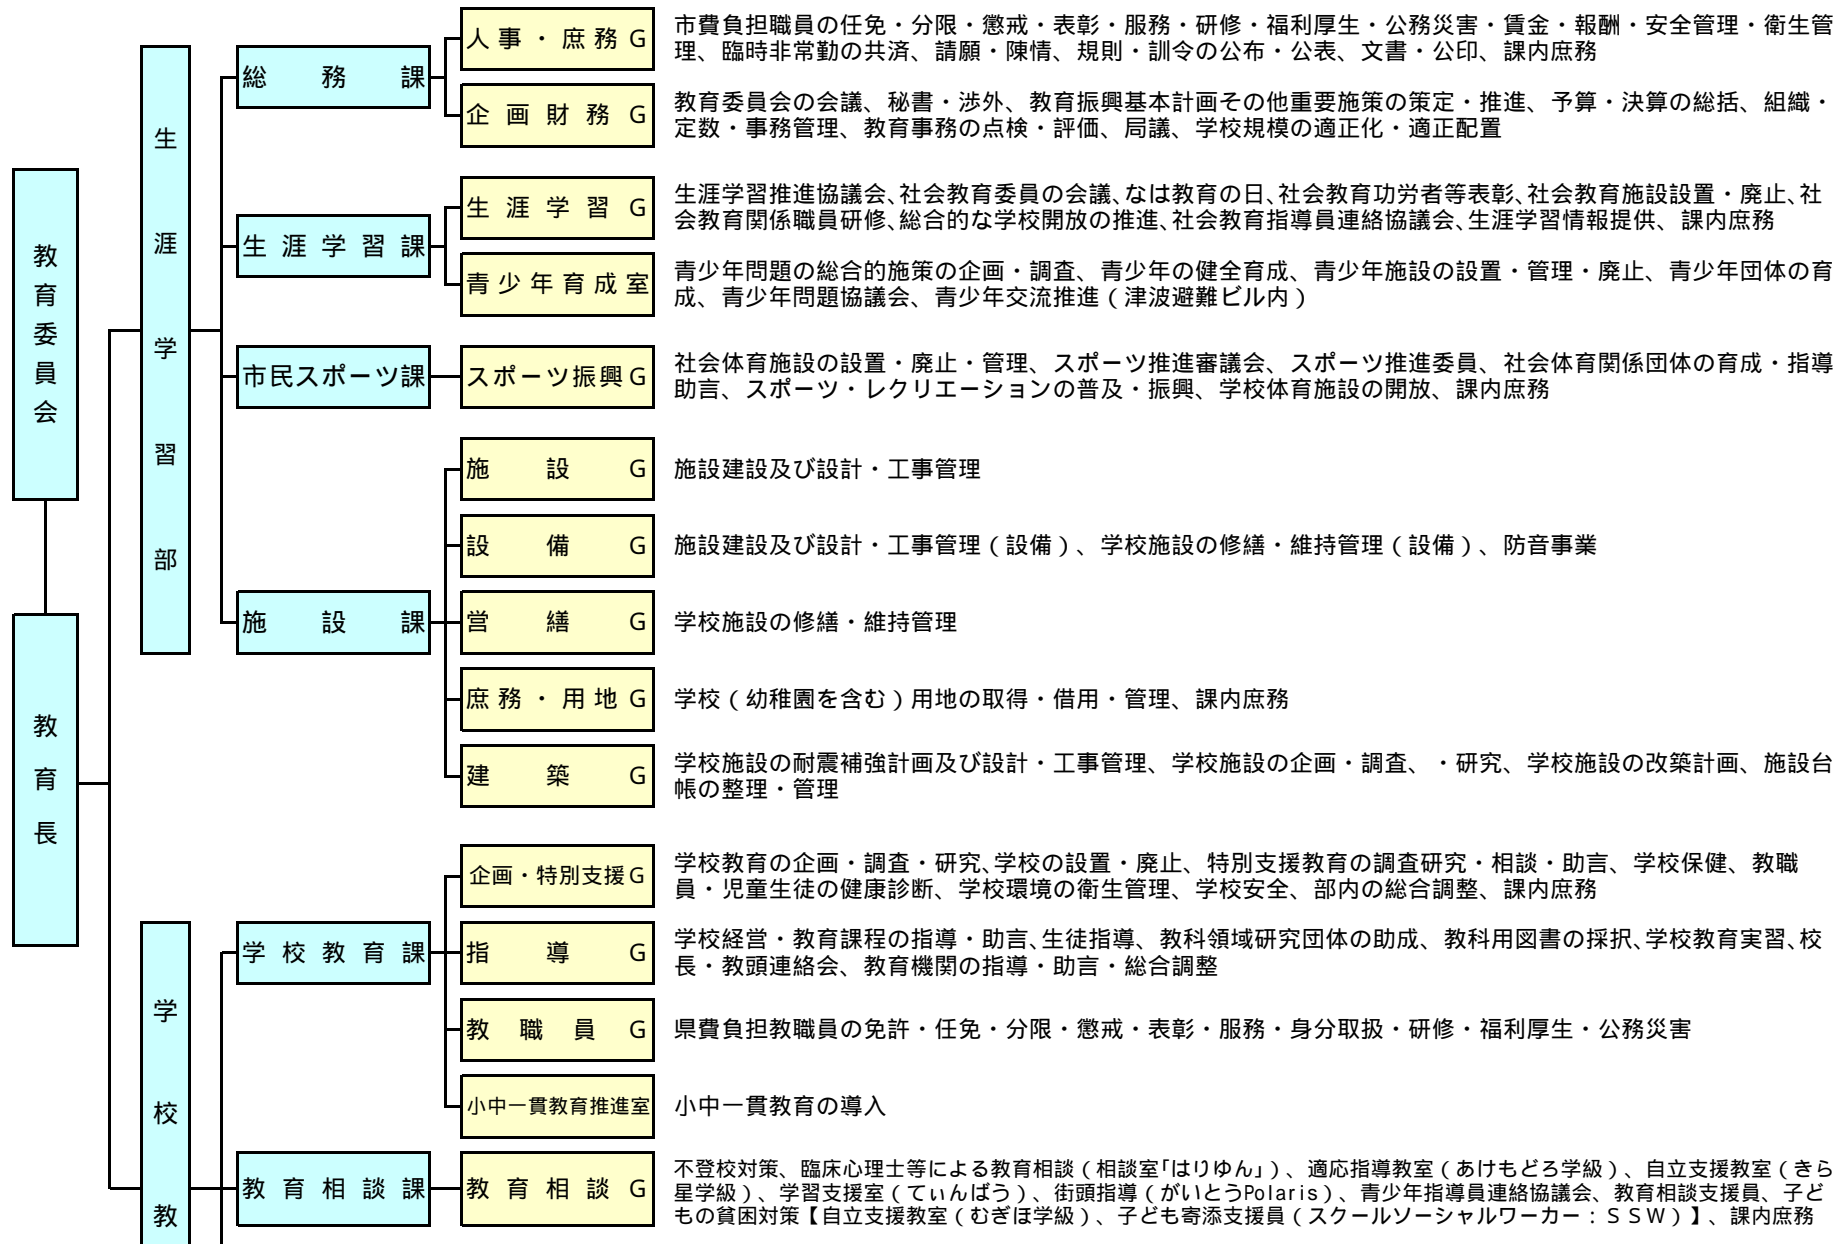 教育委員会
教育長
生涯学習部
総務課
人事・庶務G
市費負担職員の任免・分限・懲戒・表彰・服務・研修・福利厚生・公務災害・賃金・報酬・安全管理・衛生管
理、臨時非常勤の共済、請願・陳情、規則・訓令の公布・公表、文書・公印、課内庶務
企画財務G
教育委員会の会議、秘書・渉外、教育振興基本計画その他重要施策の策定・推進、予算・決算の総括、組織・
定数・事務管理、教育事務の点検・評価、局議、学校規模の適正化・適正配置
生涯学習課
生涯学習G
生涯学習推進協議会、社会教育委員の会議、なは教育の日、社会教育功労者等表彰、社会教育施設設置・廃止、社
会教育関係職員研修、総合的な学校開放の推進、社会教育指導員連絡協議会、生涯学習情報提供、課内庶務
青少年育成室
青少年問題の総合的施策の企画・調査、青少年の健全育成、青少年施設の設置・管理・廃止、青少年団体の育
成、青少年問題協議会、青少年交流推進（津波避難ビル内）
市民スポーツ課
スポーツ振興G
社会体育施設の設置・廃止・管理、スポーツ推進審議会、スポーツ推進委員、社会体育関係団体の育成・指導
助言、スポーツ・レクリエーションの普及・振興、学校体育施設の開放、課内庶務
施設課
施設G
施設建設及び設計・工事管理
設備G
施設建設及び設計・工事管理（設備）、学校施設の修繕・維持管理（設備）、防音事業
営繕G
学校施設の修繕・維持管理
庶務・用地G
学校（幼稚園を含む）用地の取得・借用・管理、課内庶務
建築G
学校施設の耐震補強計画及び設計・工事管理、学校施設の企画・調査、・研究、学校施設の改築計画、施設台
帳の整理・管理
学校教
学校教育課
企画・特別支援G
学校教育の企画・調査・研究、学校の設置・廃止、特別支援教育の調査研究・相談・助言、学校保健、教職
員・児童生徒の健康診断、学校環境の衛生管理、学校安全、部内の総合調整、課内庶務
指導G
学校経営・教育課程の指導・助言、生徒指導、教科領域研究団体の助成、教科用図書の採択、学校教育実習、校
長・教頭連絡会、教育機関の指導・助言・総合調整
教職員G
県費負担教職員の免許・任免・分限・懲戒・表彰・服務・身分取扱・研修・福利厚生・公務災害
小中一貫教育推進室
小中一貫教育の導入
教育相談課
教育相談G
不登校対策、臨床心理士等による教育相談（相談室「はりゆん」）、適応指導教室（あけもどろ学級）、自立支援教室（きら
星学級）、学習支援室（てぃんばう）、街頭指導（がいとうPolaris）、青少年指導員連絡協議会、教育相談支援員、子ど
もの貧困対策【自立支援教室（むぎほ学級）、子ども寄添支援員（スクールソーシャルワーカー：ＳＳＷ）】、課内庶務